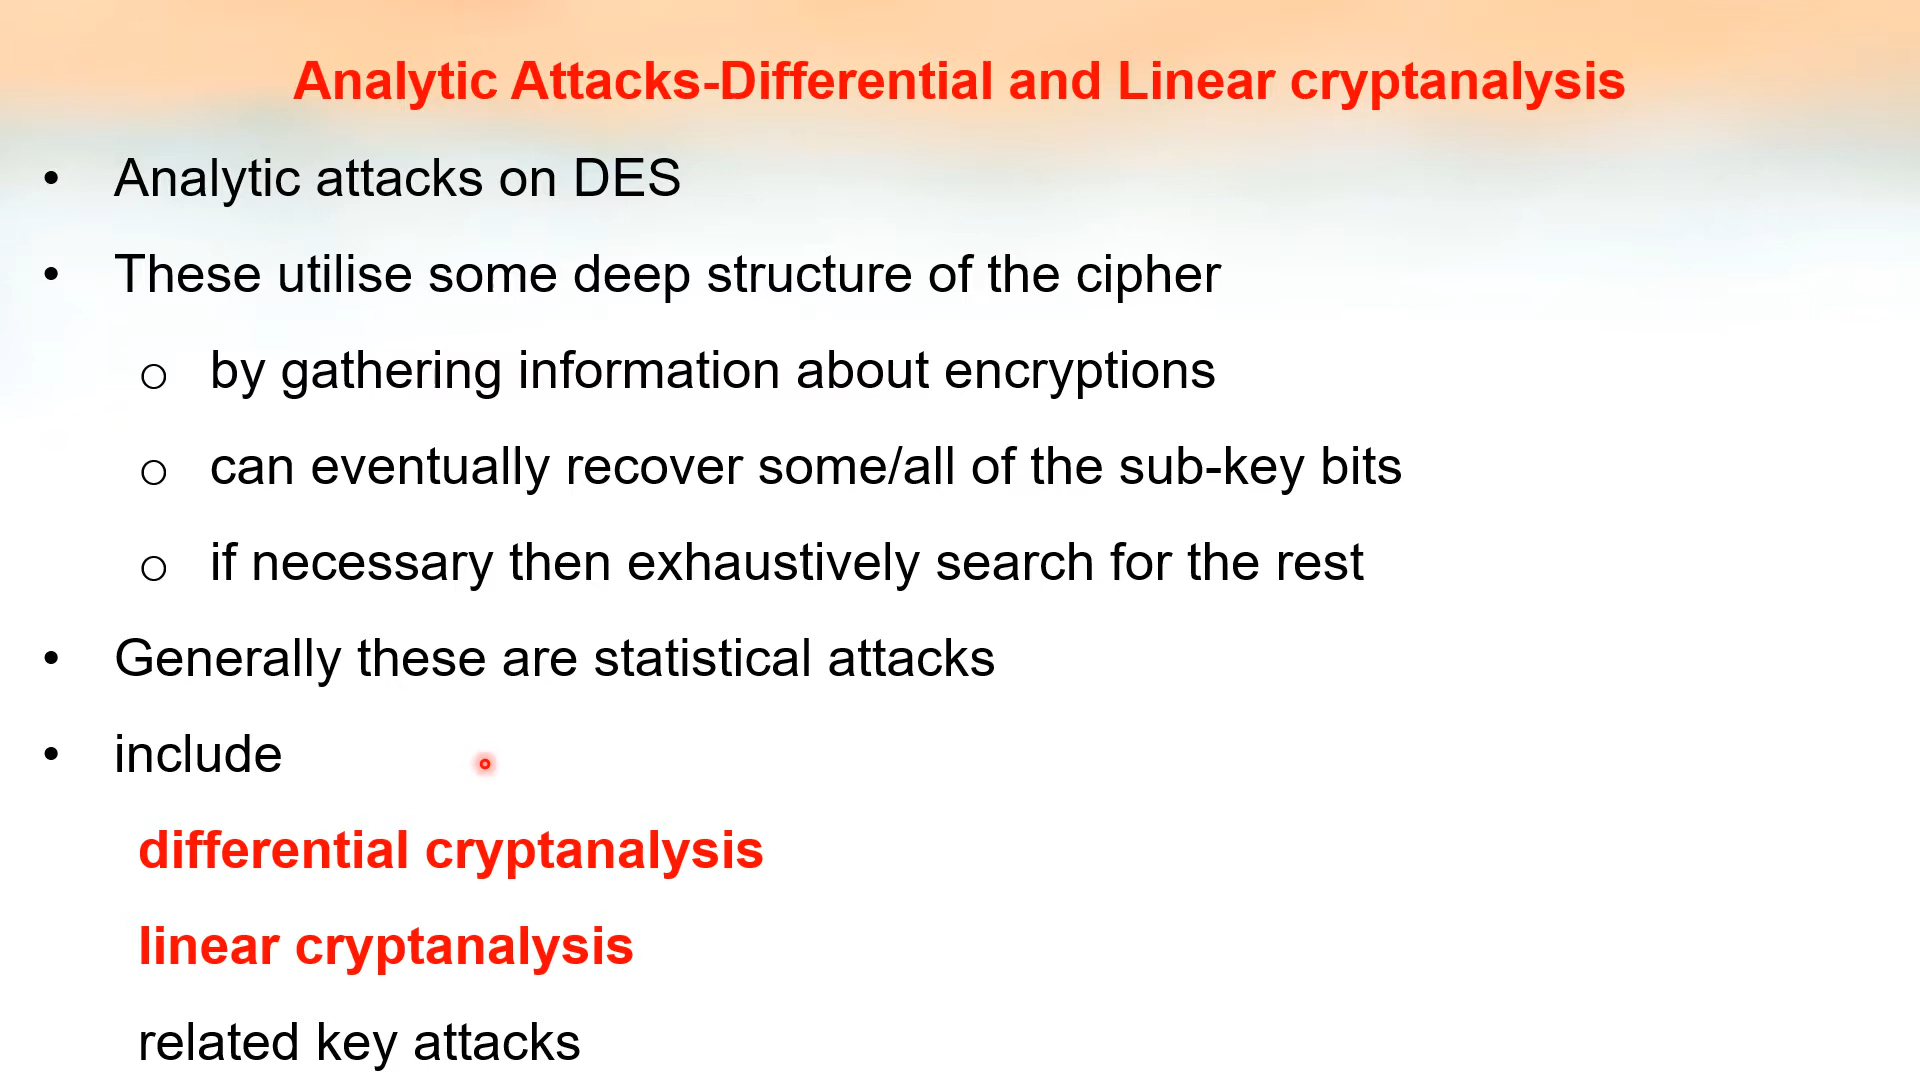 Analytic Attacks-Differential and Linear cryptanalysis
• Analytic attacks on DES
• These utilise some deep structure of the cipher
o by gathering information about encryptions
o can eventually recover some/all of the sub-key bits
o if necessary then exhaustively search for the rest
• Generally these are statistical attacks
• include
differential cryptanalysis
linear cryptanalysis
related key attacks